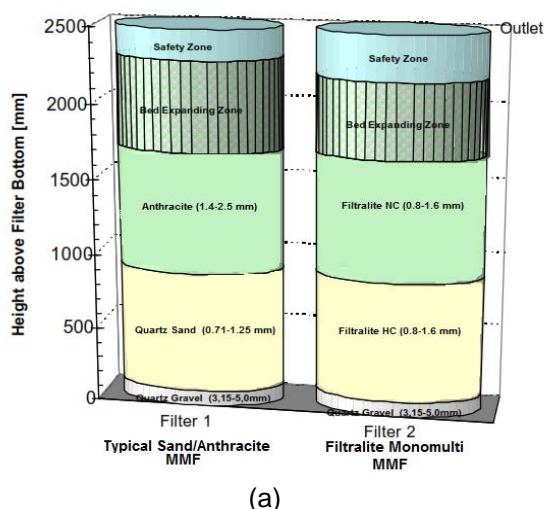 2500
Outlet
Safety Zone
Safety Zone
2000
Bed Expanding Zone
Bed Expanding Zone
Height above Filter Bottom [mm]
1500
Anthracite (1.4-2.5 mm)
Filtralite NC (0.8-1.6 mm)
1000
500
Quartz Sand (0.71-1.25 mm)
Filtralite HC (0.8-1.6 mm)
0
Quartz Gravel (3,15-5,0mm)
Quartz Gravel (3,15-5,0mm)
Filter 1
Filter 2
Typical Sand/Anthracite
MMF
Filtralite Monomulti
MMF
(a)